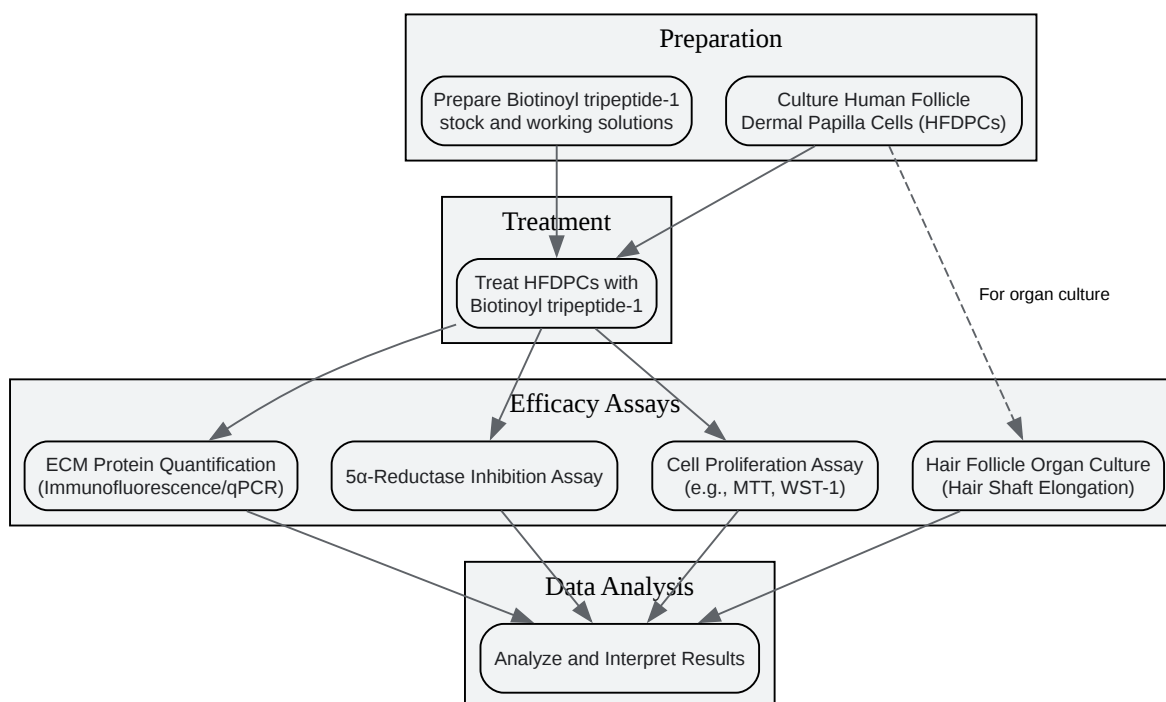 Preparation
Prepare Biotinoyl tripeptide-1
stock and working solutions
Culture Human Follicle
Dermal Papilla Cells (HFDPCs)
Treatment
Treat HFDPCs with
Biotinoyl tripeptide-1
For organ culture
Efficacy Assays
ECM Protein Quantification
(Immunofluorescence/qPCR)
5α-Reductase Inhibition Assay
Cell Proliferation Assay
(e.g., MTT, WST-1)
Hair Follicle Organ Culture
(Hair Shaft Elongation)
Data Analysis
Analyze and Interpret Results